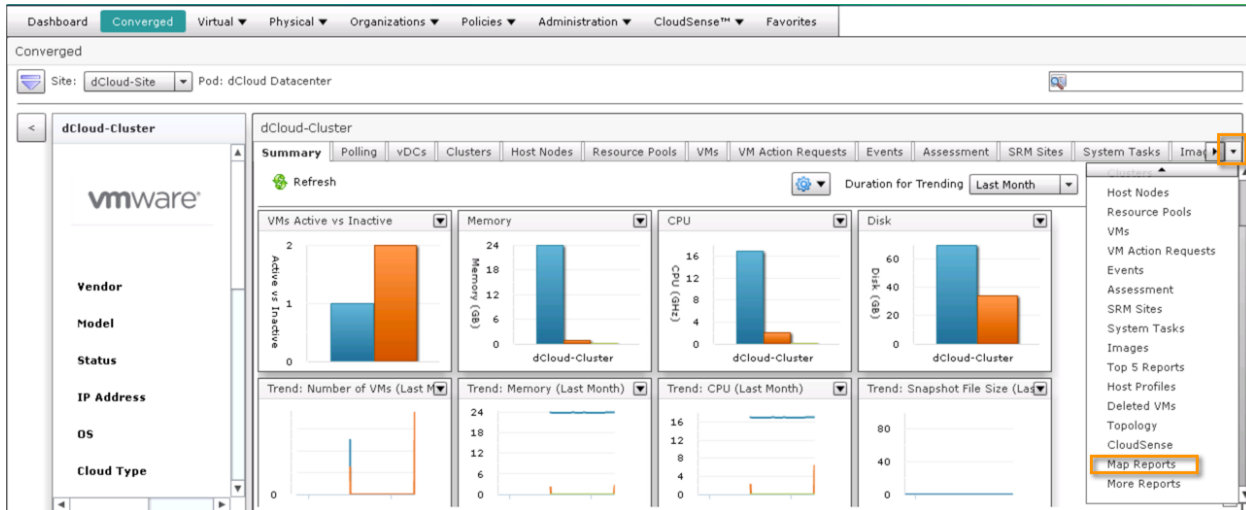 Dashboard Converged Virtual ▼ Physical ▼ Organizations ▼ Policies ▼ Administration ▼ CloudSense™ ▼ Favorites
Converged
Site: dCloud-Site Pod: dCloud Datacenter
< dCloud-Cluster
dCloud-Cluster
Summary Polling vDCs Clusters Host Nodes Resource Pools VMs VM Action Requests Events Assessment SRM Sites System Tasks
Refresh
Duration for Trending Last Month
vmware
Vendor
Model
Status
IP Address
OS
Cloud Type
VMs Active vs Inactive
Active vs Inactive
2
1
0
Memory
Memory (GB)
24
18
12
6
0
dCloud-Cluster
CPU
CPU (GHz)
16
12
8
4
0
dCloud-Cluster
Disk
Disk (GB)
60
40
20
0
dCloud-Cluster
Trend: Number of VMs (Last M
0
Trend: Memory (Last Month)
24
18
12
6
0
Trend: CPU (Last Month)
16
12
8
4
0
Trend: Snapshot File Size (Las
80
40
0
Clusters
Host Nodes
Resource Pools
VMs
VM Action Requests
Events
Assessment
SRM Sites
System Tasks
Images
Top 5 Reports
Host Profiles
Deleted VMs
Topology
CloudSense
Map Reports
More Reports